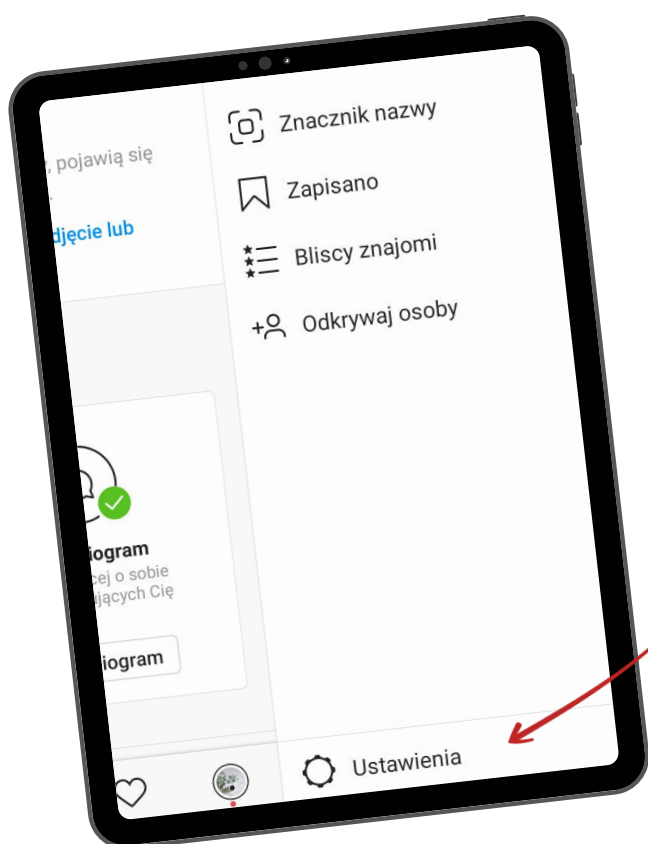 , pojawią się
djęcie lub
iogram
cej o sobie
jących Cię
iogram
Znacznik nazwy
Zapisano
Bliscy znajomi
Odkrywaj osoby
Ustawienia